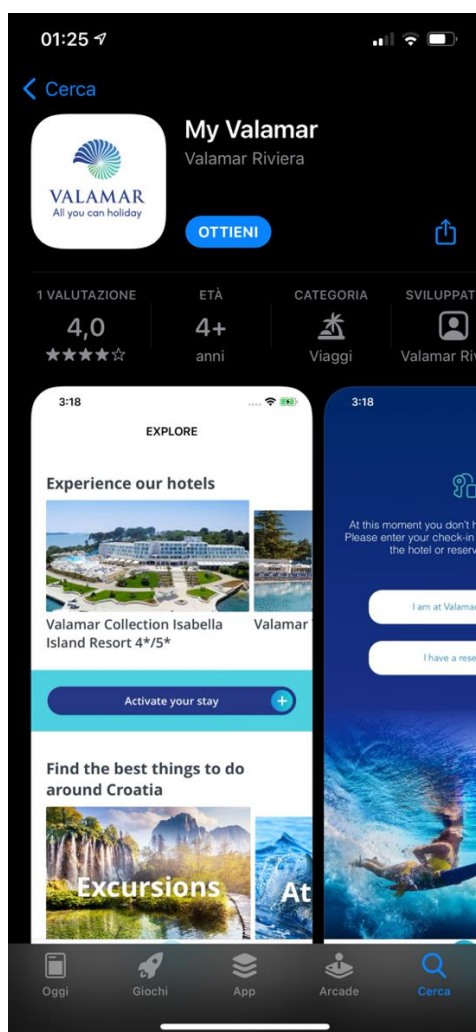 01:25
Cerca
VALAMAR
All you can holiday
My Valamar
Valamar Riviera
OTTIENI
1 VALUTAZIONE
4,0
ETÀ
4+
anni
CATEGORIA
Viaggi
SVILUPPAT
Valamar Riv
3:18
EXPLORE
Experience our hotels
Valamar Collection Isabella
Island Resort 4*/5*
Valamar
Activate your stay
Find the best things to do
around Croatia
Excursions
At
3:18
At this moment you don't h
Please enter your check-in
the hotel or reserv
I am at Valamar
I have a rese
Oggi
Giochi
App
Arcade
Cerca